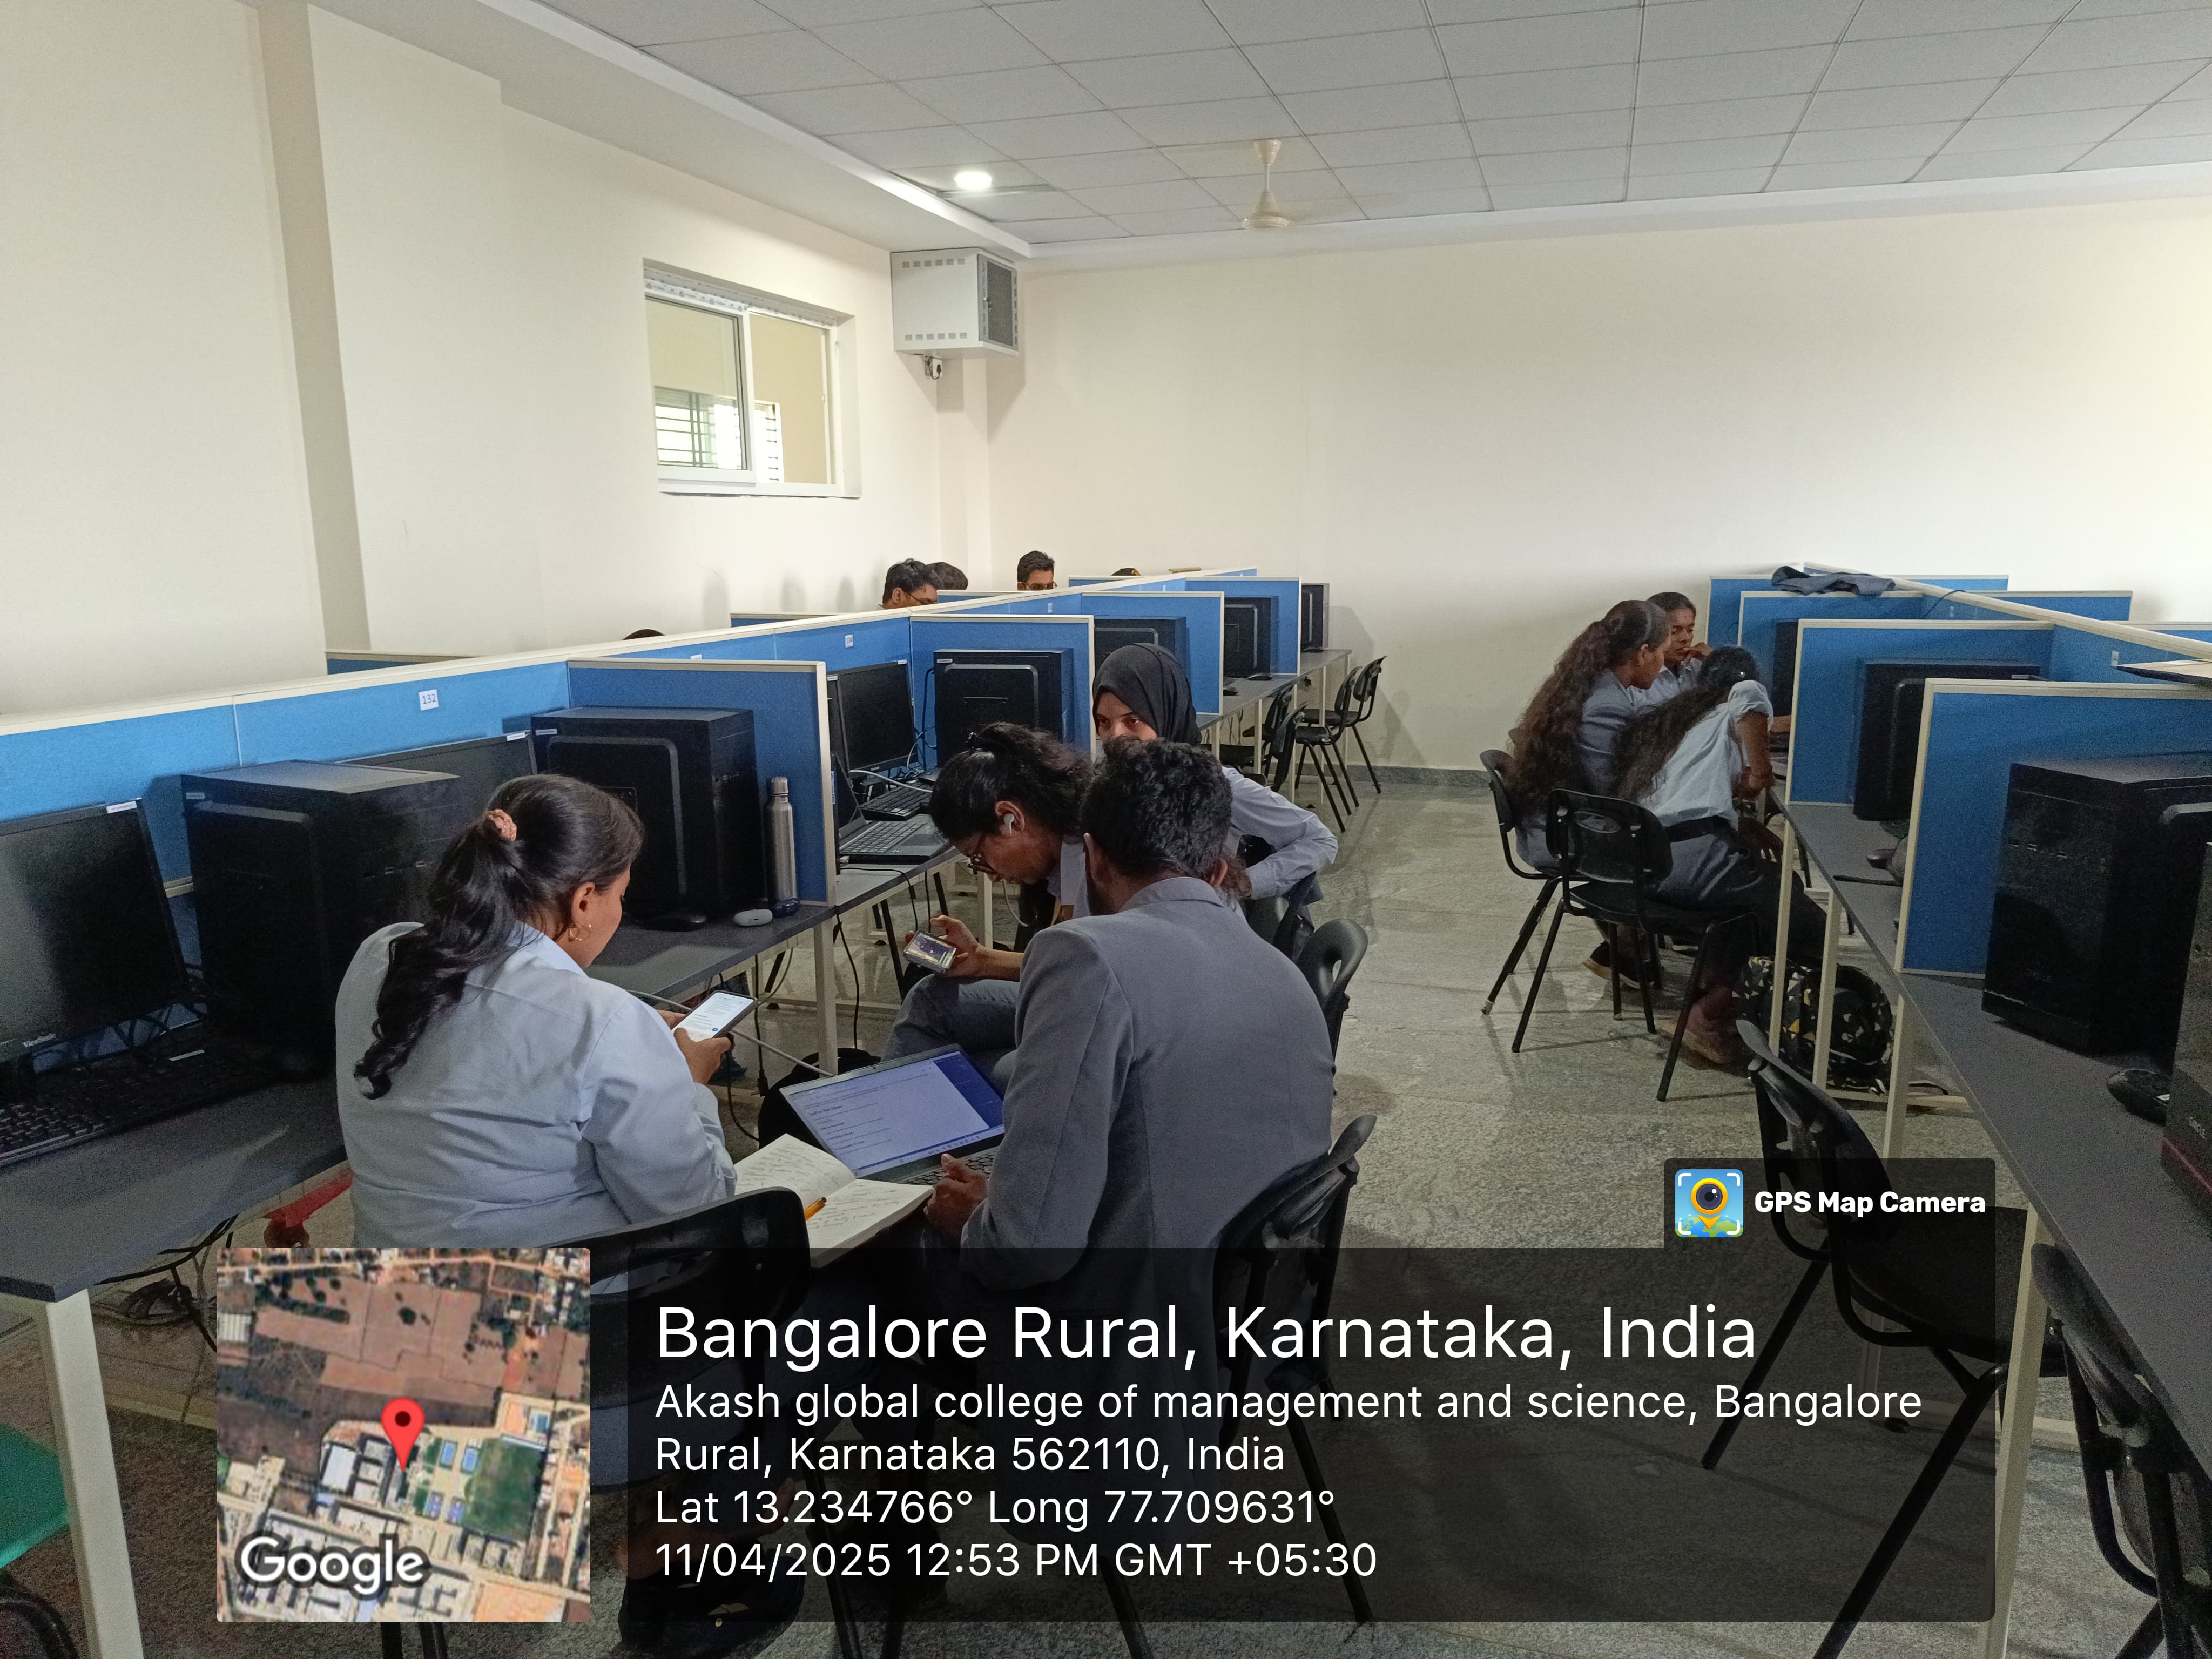 132
GPS Map Camera
Bangalore Rural, Karnataka, India
Akash global college of management and science, Bangalore
Rural, Karnataka 562110, India
Lat 13.234766° Long 77.709631°
11/04/2025 12:53 PM GMT +05:30
Google